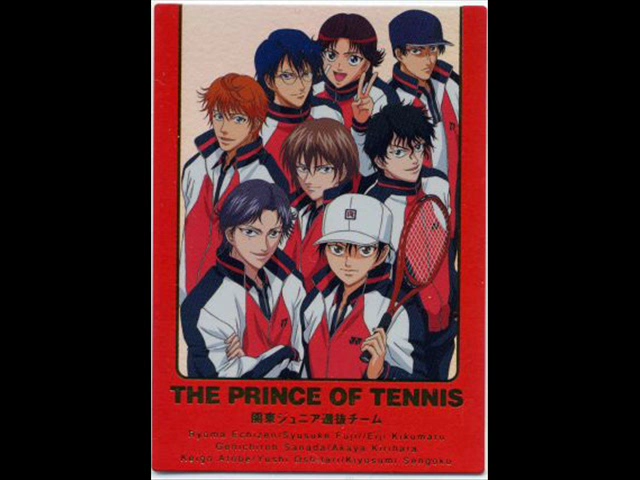 THE PRINCE OF TENNIS
関東ジュニア選抜チーム
Ryoma Echizen/Syusuke Fuji/Eiji Kikumaru
Genichiroh Sanada/Akaya Kirihara
Keigo Atobe/Yushi Oshitari/Kiyosumi Sengoku